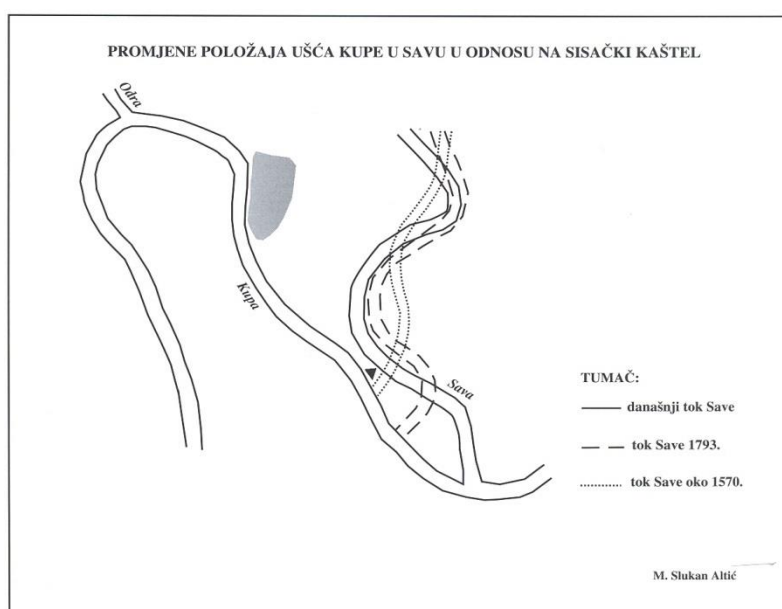 PROMJENE POLOŽAJA UŠĆA KUPE U SAVU U ODNOSU NA SISAČKI KAŠTEL
Odra
Kupa
Sava
TUMAČ:
današnji tok Save
tok Save 1793.
tok Save oko 1570.
M. Slukan Altić